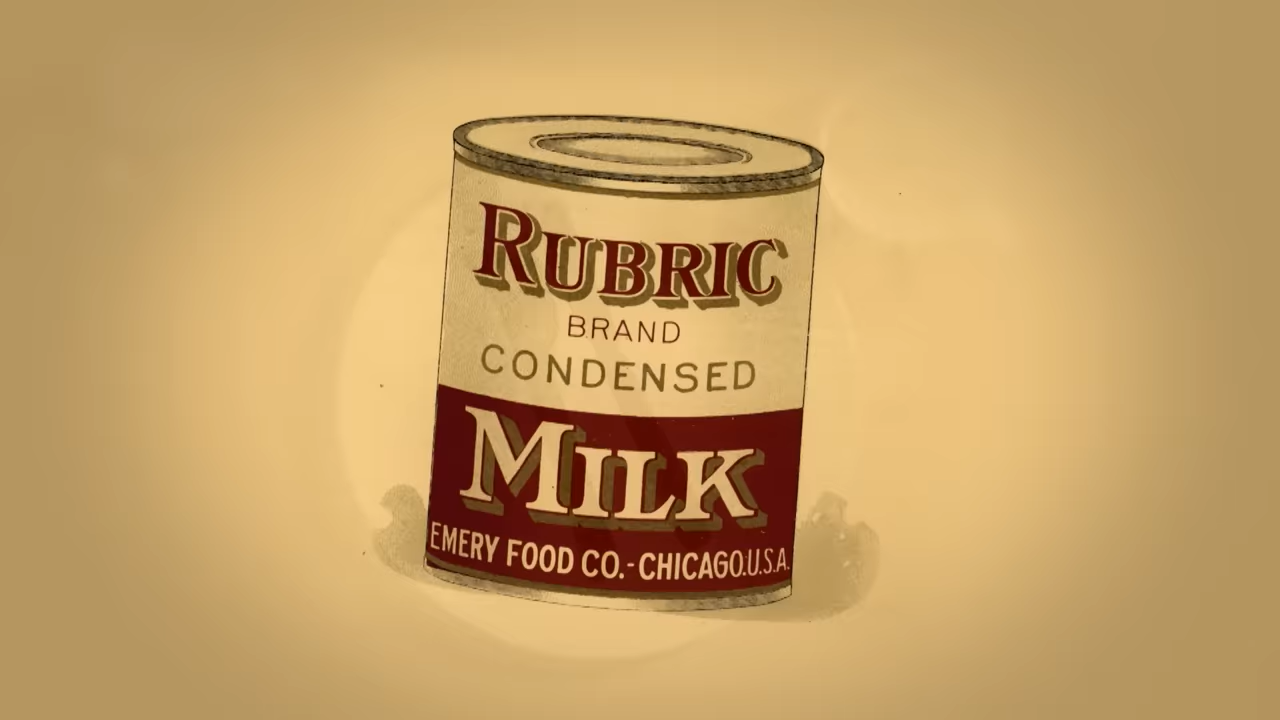 RUBRIC
BRAND
CONDENSED
MILK
EMERY FOOD CO.-CHICAGO.U.S.A.